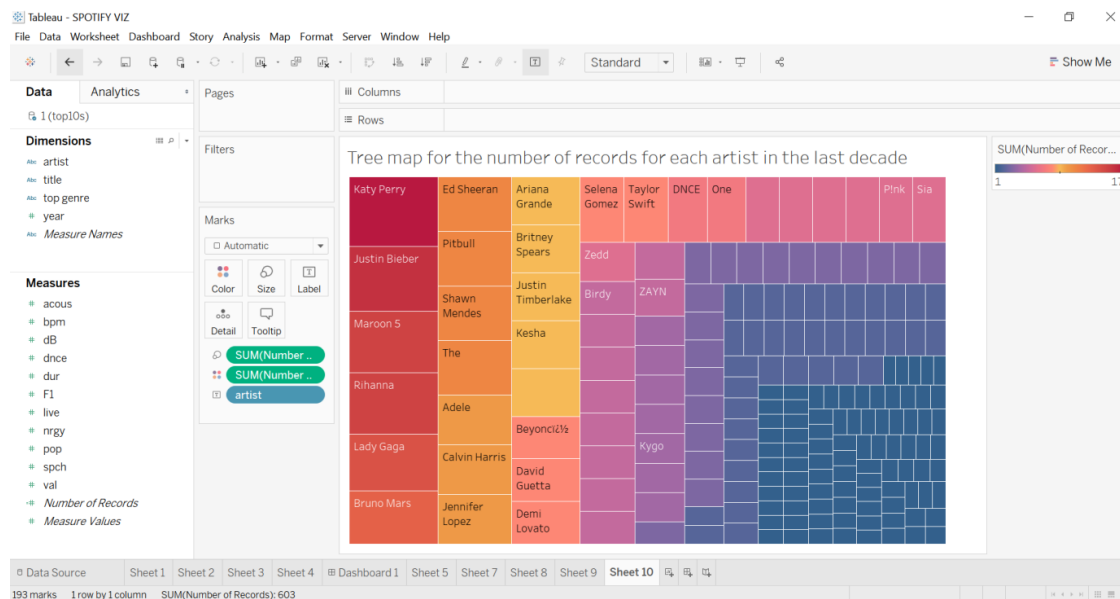 Tableau - SPOTIFY VIZ
File Data Worksheet Dashboard Story Analysis Map Format Server Window Help
Standard
Show Me
Data Analytics
1 (top10s)
Dimensions
Abc artist
Abc title
Abc top genre
# year
Abc Measure Names
Measures
# acous
# bpm
# dB
# dnce
# dur
# F1
# live
# nrgy
# pop
# spch
# val
=# Number of Records
# Measure Values
Pages
Filters
Marks
Automatic
Color Size Label
Detail Tooltip
SUM(Number ..
SUM(Number ..
artist
Columns
Rows
Tree map for the number of records for each artist in the last decade
Katy Perry
Justin Bieber
Maroon 5
Rihanna
Lady Gaga
Bruno Mars
Ed Sheeran
Pitbull
Shawn
Mendes
The
Adele
Calvin Harris
Jennifer
Lopez
Ariana
Grande
Britney
Spears
Justin
Timberlake
Kesha
Beyoncï¿½
David
Guetta
Demi
Lovato
Selena
Gomez
Taylor
Swift
DNCE
One
P!nk
Sia
Zedd
Birdy
ZAYN
Kygo
SUM(Number of Recor...
1 17
Data Source Sheet 1 Sheet 2 Sheet 3 Sheet 4 Dashboard 1 Sheet 5 Sheet 7 Sheet 8 Sheet 9 Sheet 10
193 marks 1 row by 1 column SUM(Number of Records): 603